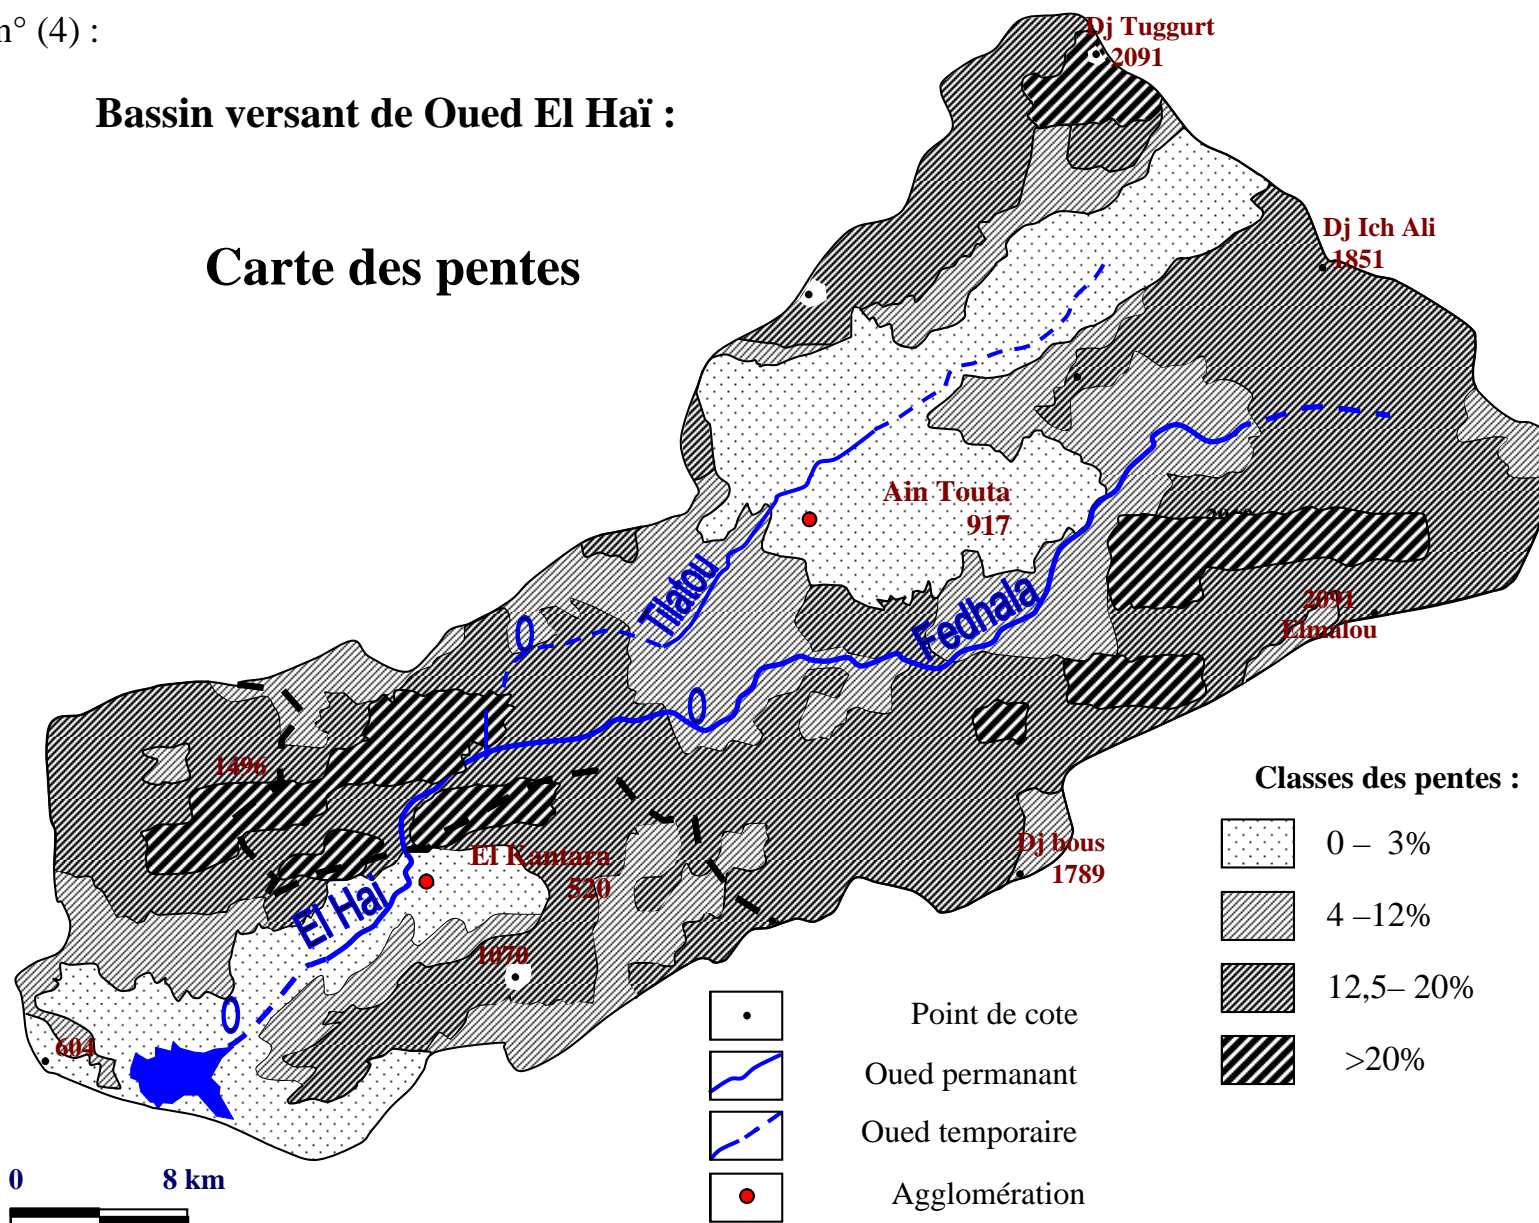 n° (4) :
Bassin versant de Oued El Haï :
Carte des pentes
Dj Tuggurt
2091
Dj Ich Ali
1851
Ain Touta
917
Tilatou
Fedhala
2091
Elmalou
1496
El Kantara
520
El Hai
1070
604
Dj bous
1789
Classes des pentes :
0 – 3%
4 –12%
12,5– 20%
>20%
Point de cote
Oued permanant
Oued temporaire
Agglomération
0 8 km